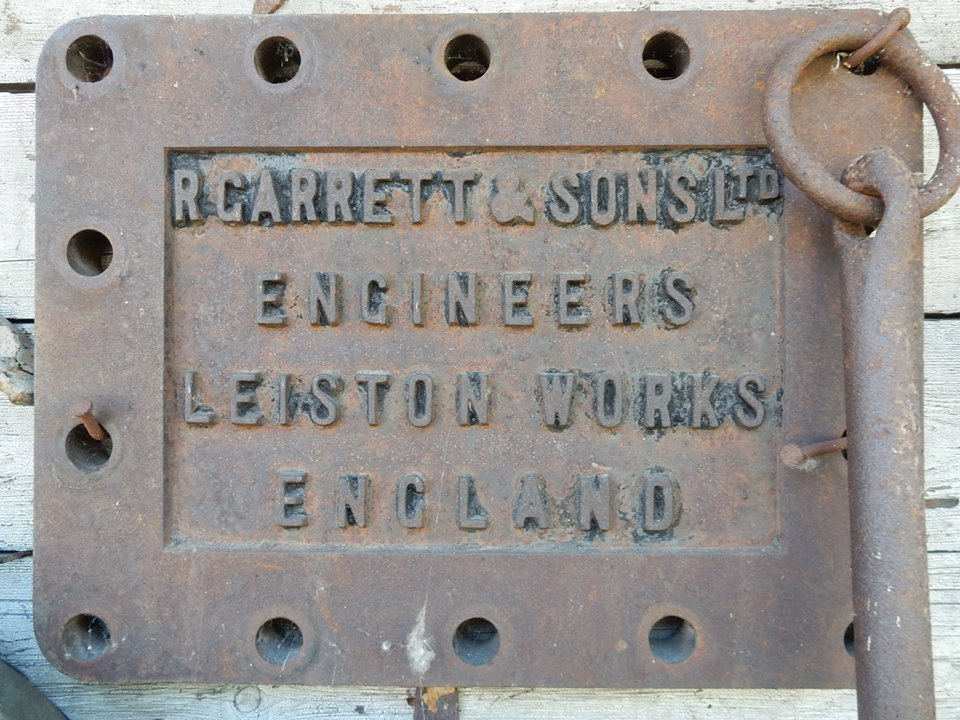 R GARRETT & SONS LTD
ENGINEERS
LEISTON WORKS
ENGLAND